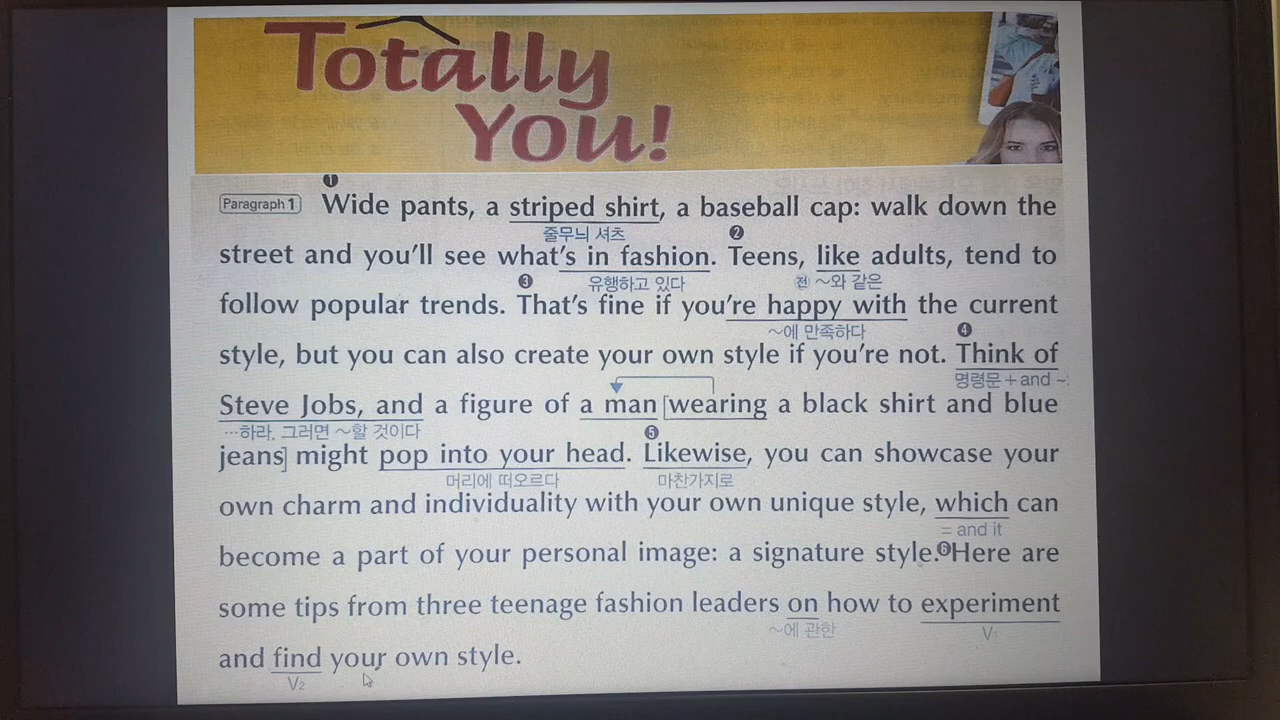 Totally
You!
❶
Paragraph 1 Wide pants, a striped shirt, a baseball cap: walk down the
줄무늬 셔츠 ❷
street and you'll see what's in fashion. Teens, like adults, tend to
❸ 유행하고 있다 전 ~와 같은
follow popular trends. That's fine if you're happy with the current
~에 만족하다 ❹
style, but you can also create your own style if you're not. Think of
명령문 + and ~:
Steve Jobs, and a figure of a man [wearing a black shirt and blue
…하라, 그러면 ~할 것이다 ❺
jeans] might pop into your head. Likewise, you can showcase your
머리에 떠오르다 마찬가지로
own charm and individuality with your own unique style, which can
= and it
become a part of your personal image: a signature style. ❻Here are
some tips from three teenage fashion leaders on how to experiment
~에 관한 V₁
and find your own style.
V₂